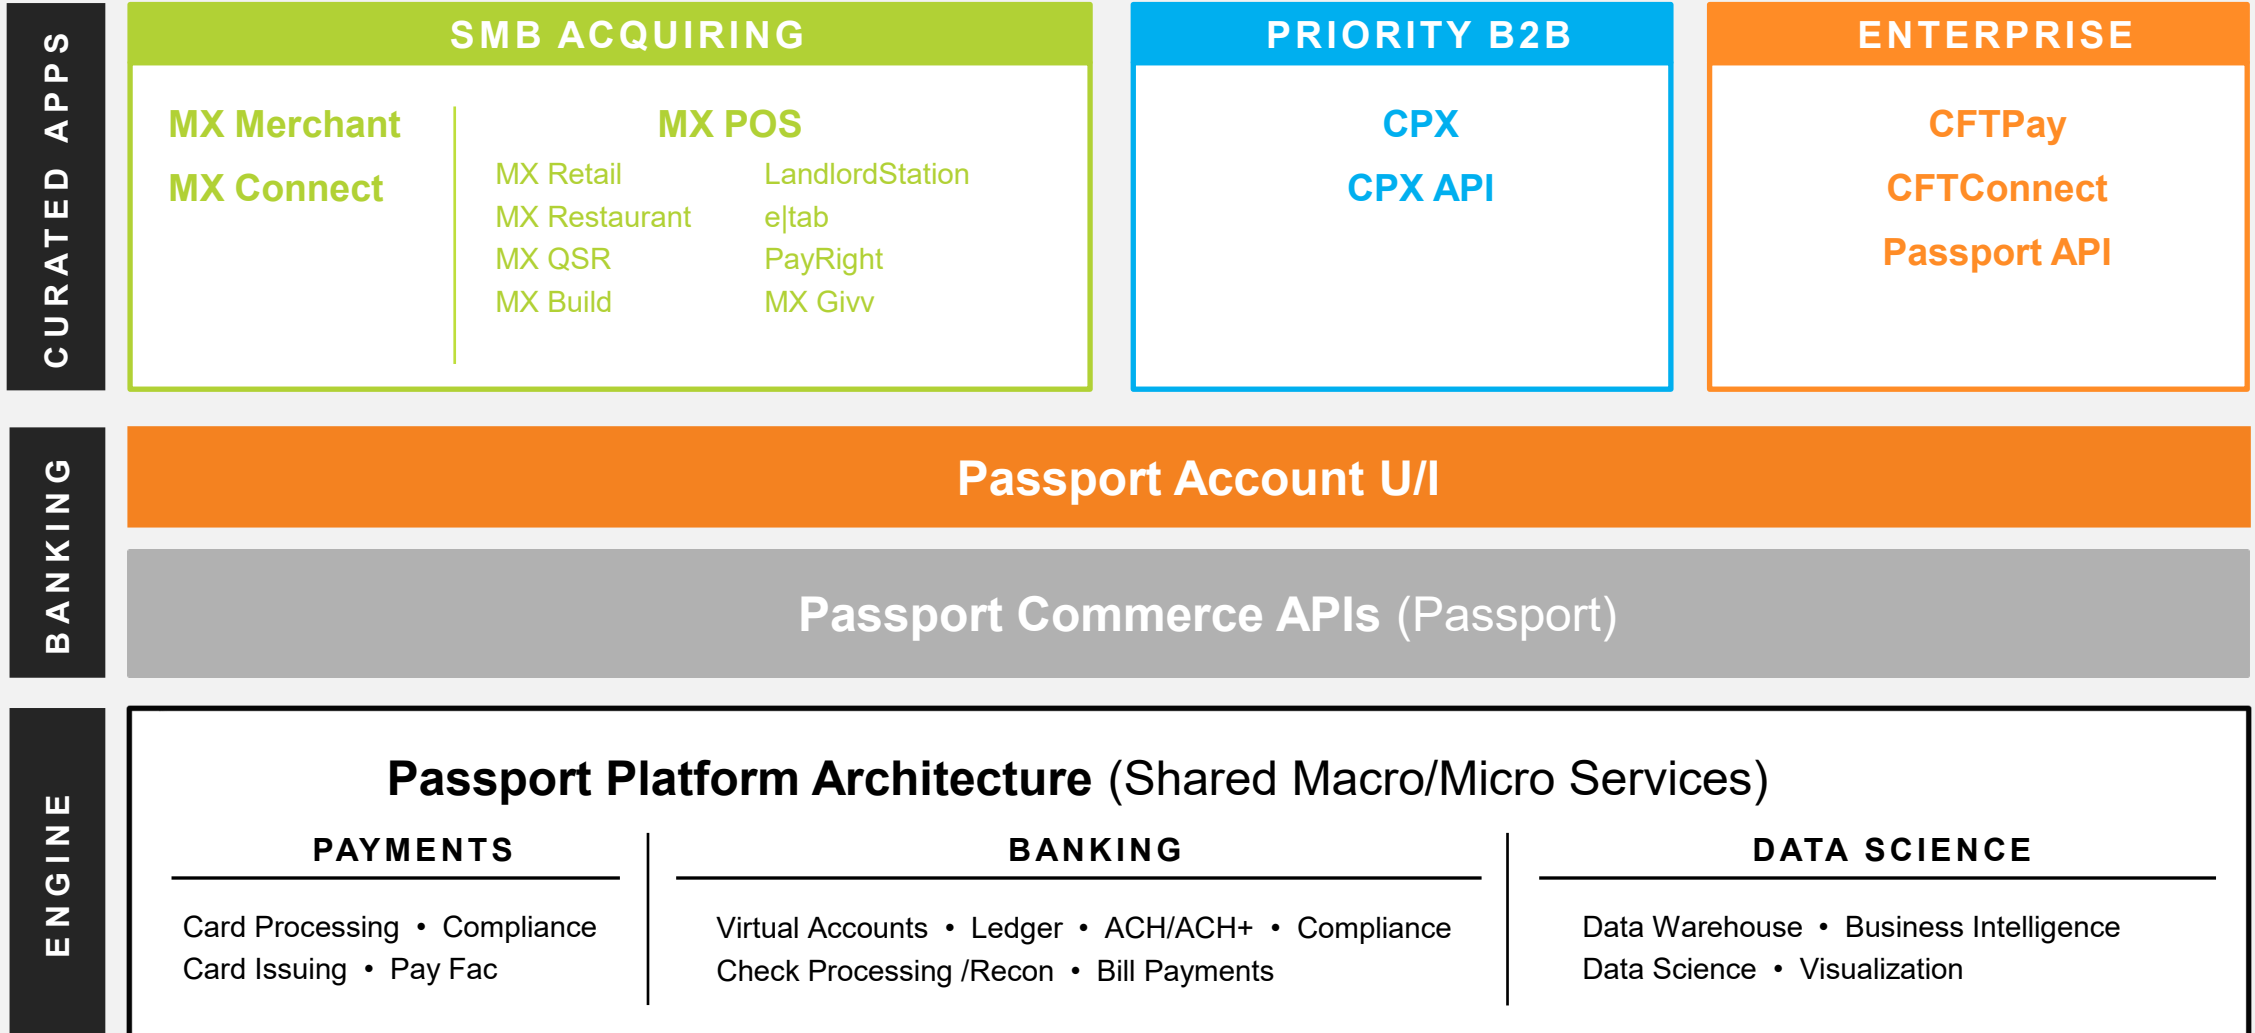 CURATED APPS
SMB ACQUIRING
MX Merchant
MX Connect
MX POS
MX Retail
MX Restaurant
MX QSR
MX Build
LandlordStation
e|tab
PayRight
MX Givv
PRIORITY B2B
CPX
CPX API
ENTERPRISE
CFTPay
CFTConnect
Passport API
BANKING
Passport Account U/I
Passport Commerce APIs (Passport)
ENGINE
Passport Platform Architecture (Shared Macro/Micro Services)
PAYMENTS
Card Processing • Compliance
Card Issuing • Pay Fac
BANKING
Virtual Accounts • Ledger • ACH/ACH+ • Compliance
Check Processing /Recon • Bill Payments
DATA SCIENCE
Data Warehouse • Business Intelligence
Data Science • Visualization